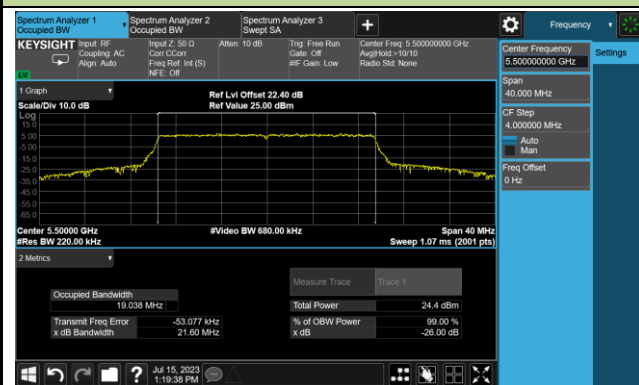 Spectrum Analyzer 1
Occupied BW
Spectrum Analyzer 2
Occupied BW
Spectrum Analyzer 3
Swept SA
Frequency
KEYSIGHT
Input: RF
Coupling: AC
Align: Auto
Input Z: 50 Ω
Corr CCorr
Freq Ref: Int (S)
NFE: Off
Atten: 10 dB
Trig: Free Run
Gate: Off
#IF Gain: Low
Center Freq: 5.500000000 GHz
Avg|Hold:>10/10
Radio Std: None
Center Frequency
5.500000000 GHz
Settings
Span
40.000 MHz
CF Step
4.000000 MHz
Auto
Man
Freq Offset
0 Hz
1 Graph
Scale/Div 10.0 dB
Ref Lvl Offset 22.40 dB
Ref Value 25.00 dBm
Log
15.0
5.00
-5.00
-15.0
-25.0
-35.0
-45.0
-55.0
-65.0
Center 5.50000 GHz
#Res BW 220.00 kHz
#Video BW 680.00 kHz
Span 40 MHz
Sweep 1.07 ms (2001 pts)
2 Metrics
Measure Trace
Trace 1
Occupied Bandwidth
19.038 MHz
Total Power
24.4 dBm
Transmit Freq Error
-53.077 kHz
% of OBW Power
99.00 %
x dB Bandwidth
21.60 MHz
x dB
-26.00 dB
Jul 15, 2023
1:19:38 PM